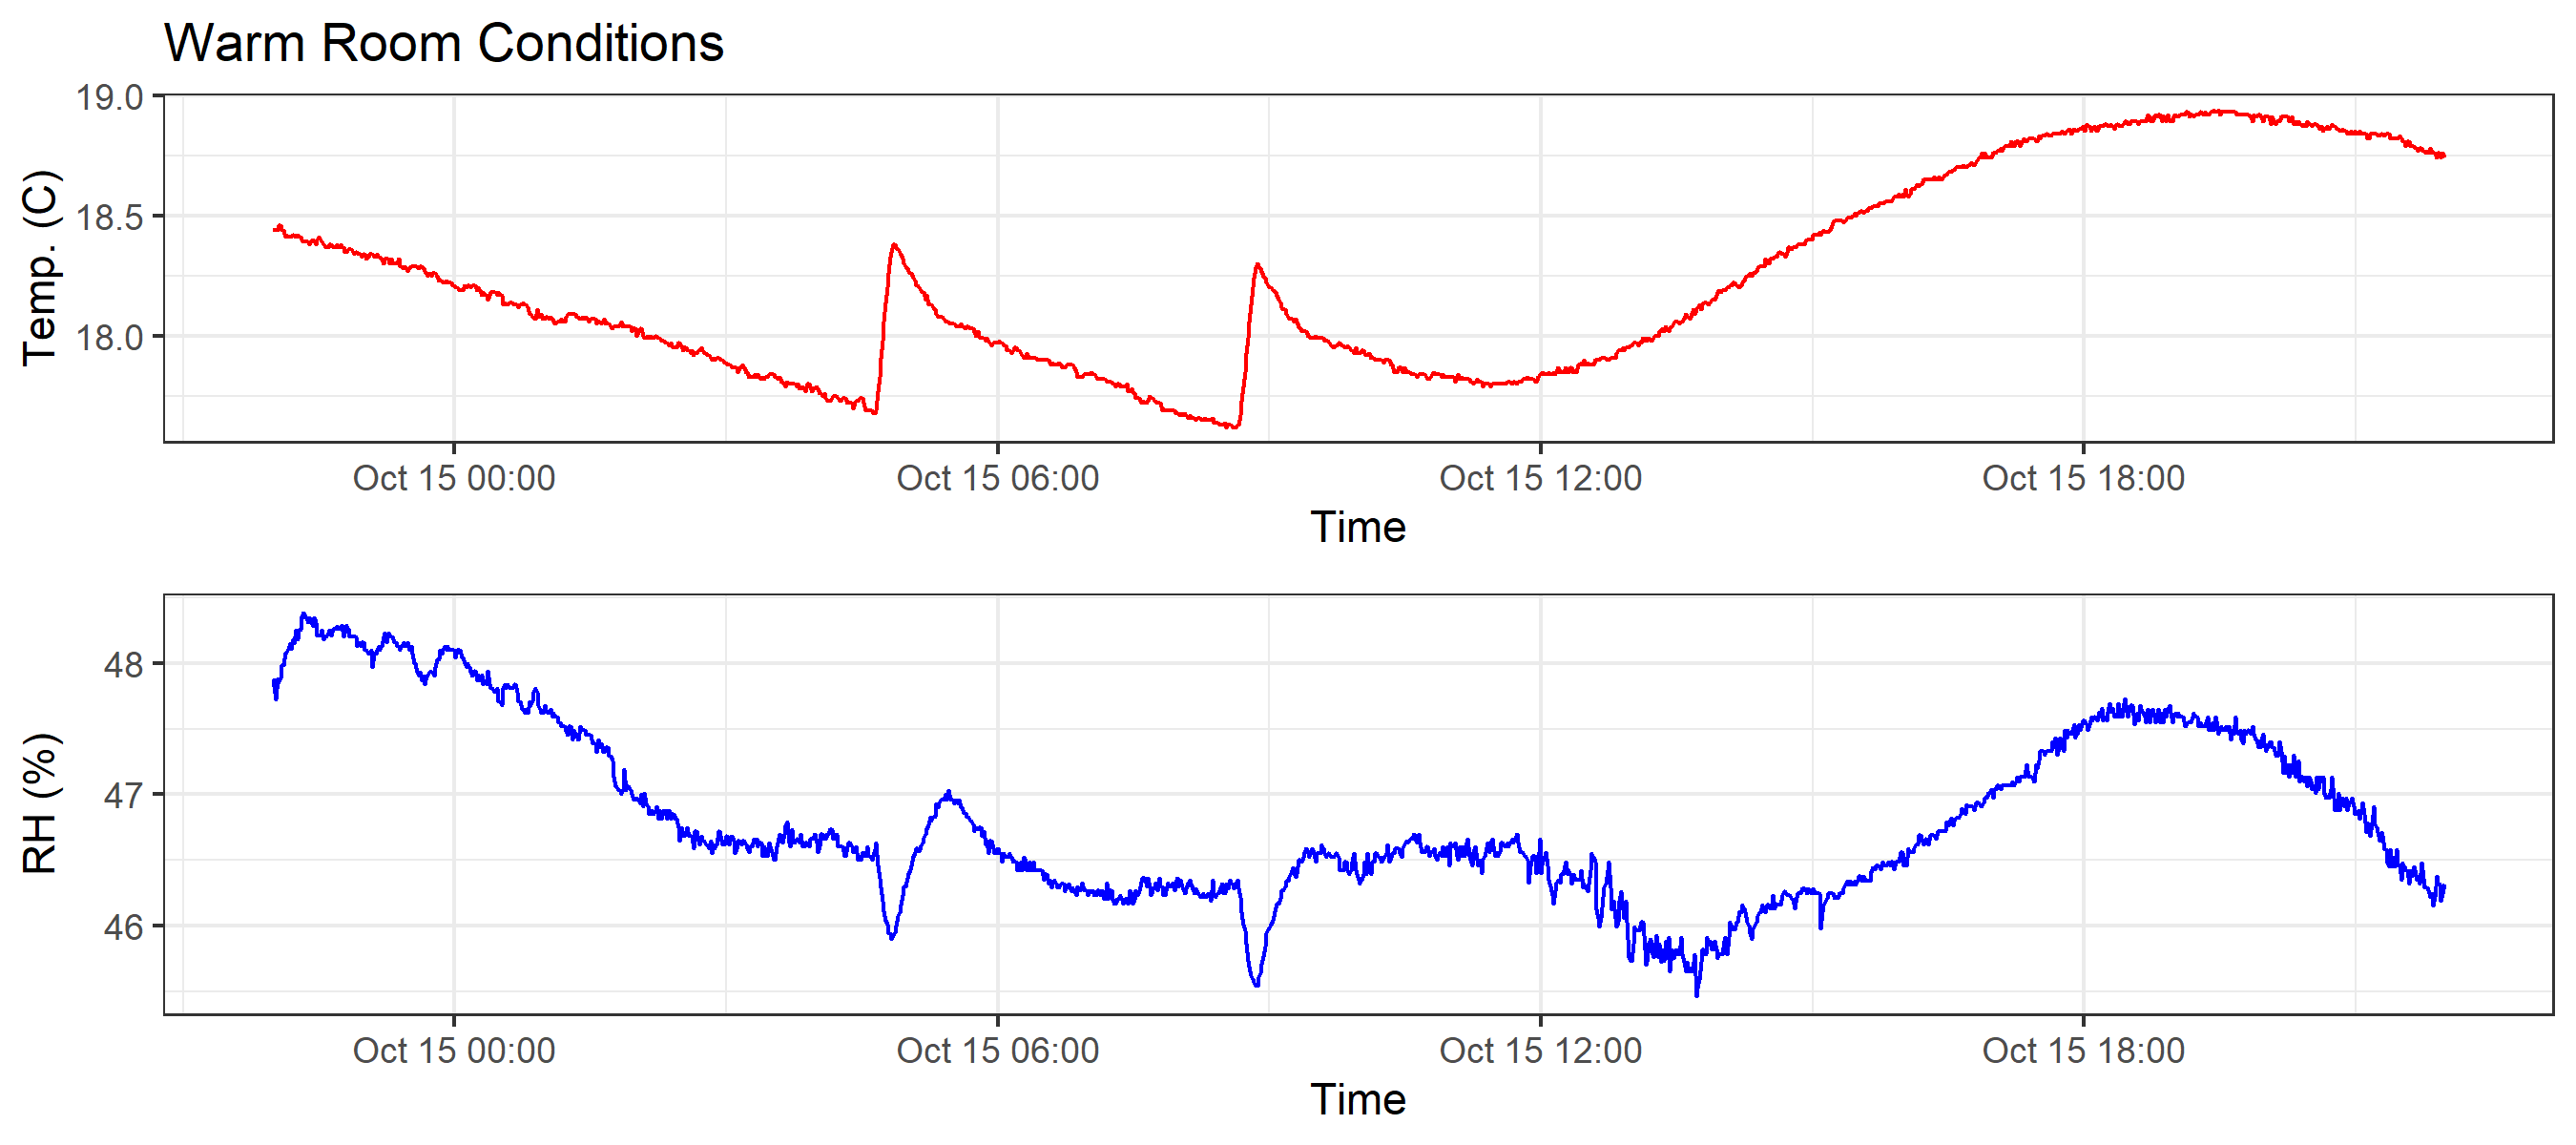 Warm Room Conditions
19.0
18.5
18.0
Temp. (C)
Oct 15 00:00 Oct 15 06:00 Oct 15 12:00 Oct 15 18:00
Time
48
47
46
RH (%)
Oct 15 00:00 Oct 15 06:00 Oct 15 12:00 Oct 15 18:00
Time